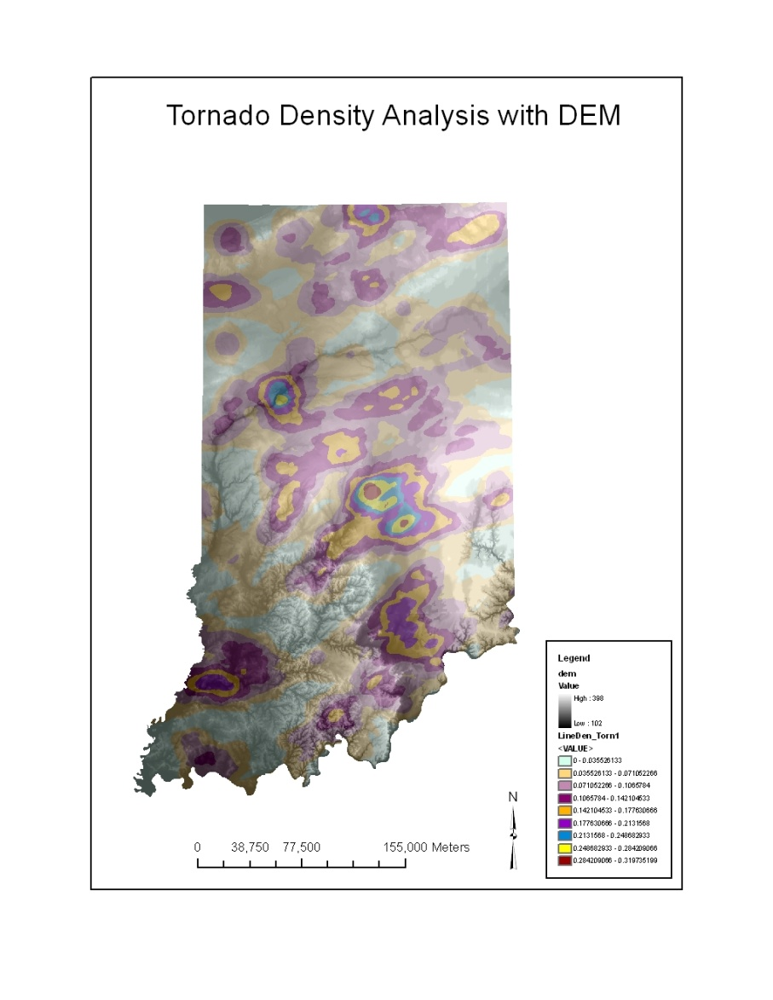 Tornado Density Analysis with DEM
Legend
dem
Value
High : 398
Low : 102
LineDen_Torn1
<VALUE>
0 - 0.035526133
0.035526133 - 0.071052266
0.071052266 - 0.1065784
0.1065784 - 0.142104533
0.142104533 - 0.177630666
0.177630666 - 0.2131568
0.2131568 - 0.248682933
0.248682933 - 0.284209066
0.284209066 - 0.319735199
N
0 38,750 77,500 155,000 Meters